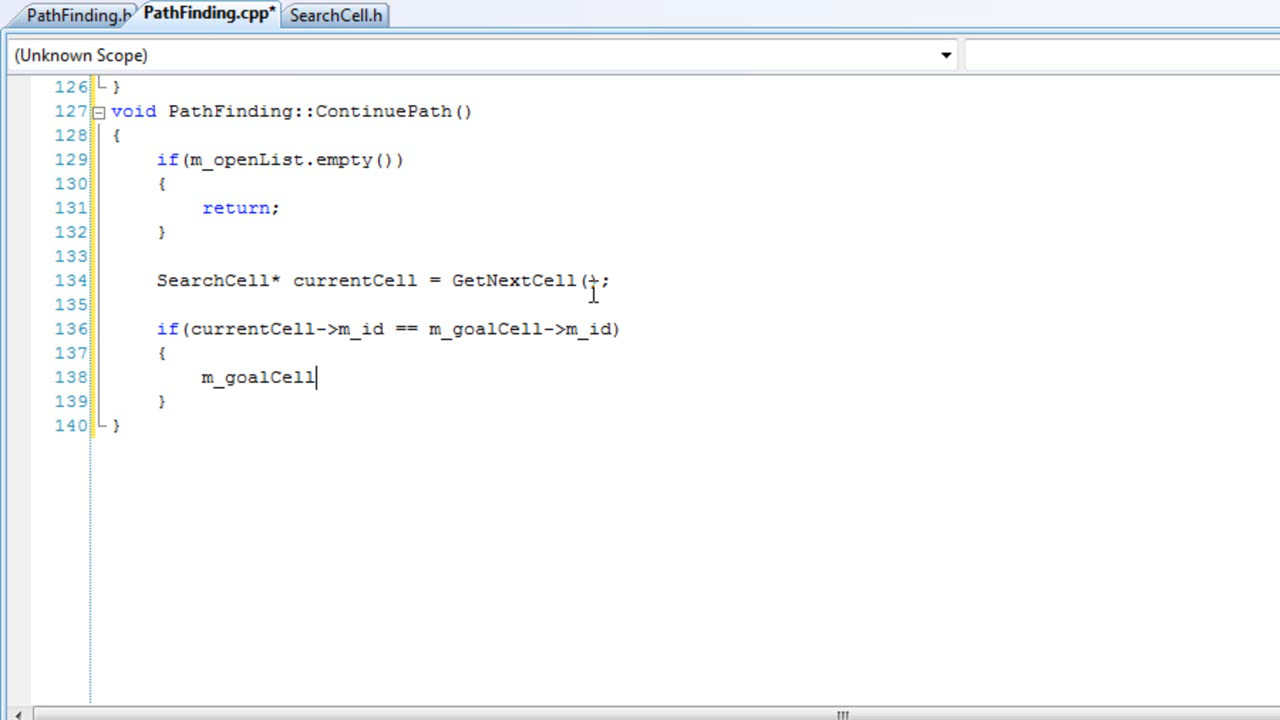 PathFinding.h PathFinding.cpp* SearchCell.h
(Unknown Scope)
126 }
127 void PathFinding::ContinuePath()
128 {
129 if(m_openList.empty())
130 {
131 return;
132 }
133
134 SearchCell* currentCell = GetNextCell();
135
136 if(currentCell->m_id == m_goalCell->m_id)
137 {
138 m_goalCell
139 }
140 }